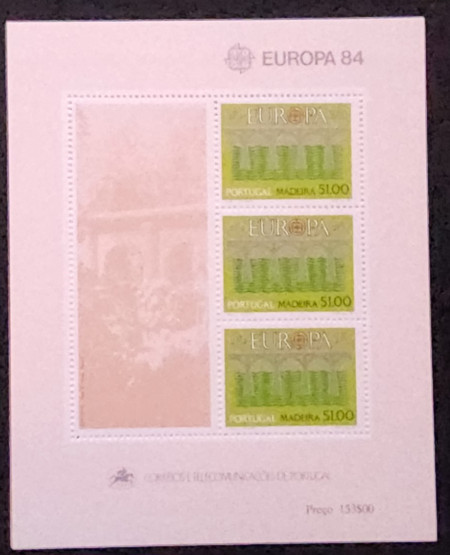 EUROPA 84
EUROPA
PORTUGAL MADEIRA 51.00
EUROPA
PORTUGAL MADEIRA 51.00
EUROPA
PORTUGAL MADEIRA 51.00
CORREIOS E TELECOMUNICAÇÕES DE PORTUGAL
Preço 153$00